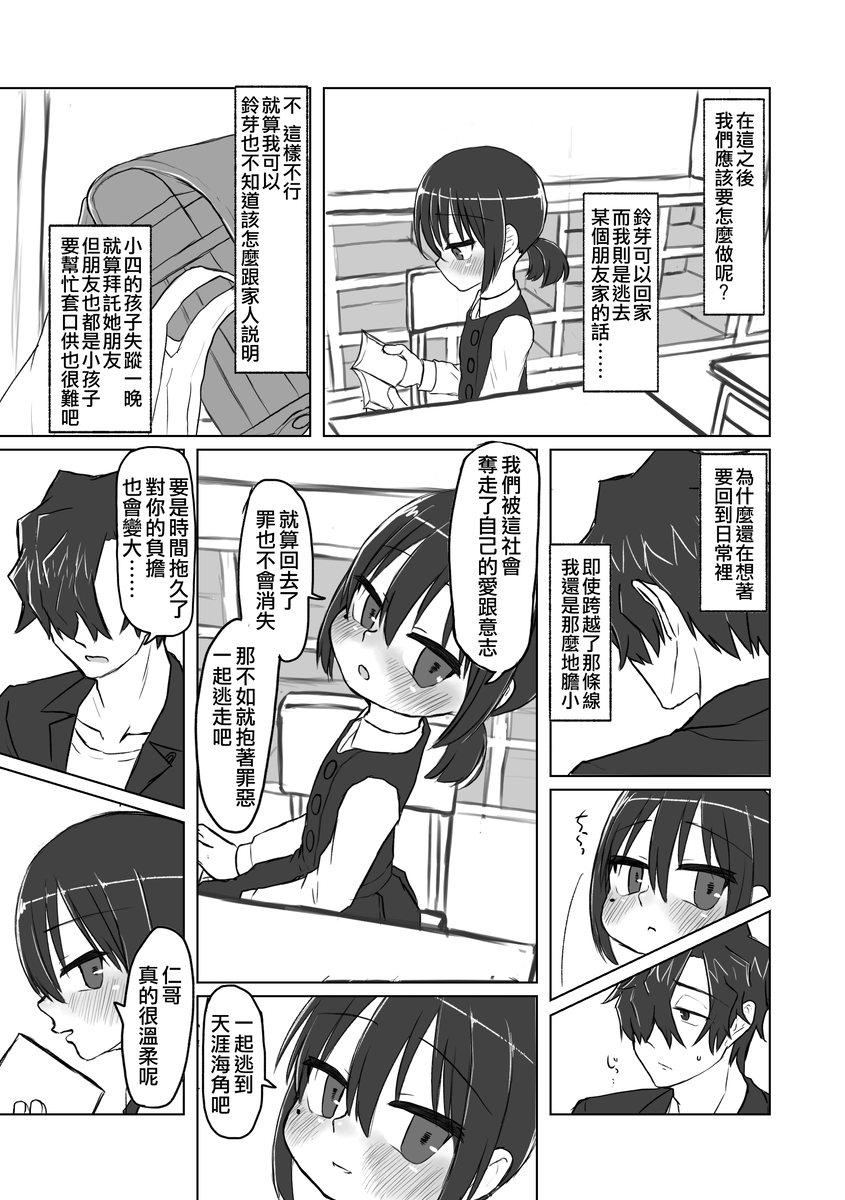 在這之後
我們應該要怎麼做呢？
鈴芽可以回家
而我則是逃去
某個朋友家的話……
不 這樣不行
就算我可以
鈴芽也不知道該怎麼跟家人説明
小四的孩子失蹤一晚
就算拜託她朋友
但朋友也都是小孩子
要幫忙套口供也很難吧
為什麼還在想著
要回到日常裡
即使跨越了那條線
我還是那麼地膽小
ち～っ
じっ
我們被這社會
奪走了自己的愛跟意志
就算回去了
罪也不會消失
那不如就抱著罪惡
一起逃走吧
要是時間拖久了
對你的負擔
也會變大……
一起逃到
天涯海角吧
仁哥
真的很溫柔呢